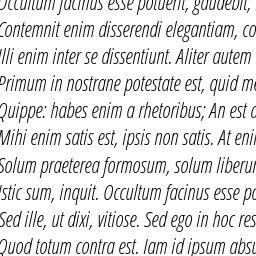 Occultum facinus esse potuerit, gaudebit,
Contemnit enim disserendi elegantiam, co
Illi enim inter se dissentiunt. Aliter autem
Primum in nostrane potestate est, quid me
Quippe: habes enim a rhetoribus; An est a
Mihi enim satis est, ipsis non satis. At eni
Solum praeterea formosum, solum liberum
Istic sum, inquit. Occultum facinus esse po
Sed ille, ut dixi, vitiose. Sed ego in hoc res
Quod totum contra est. Iam id ipsum absu